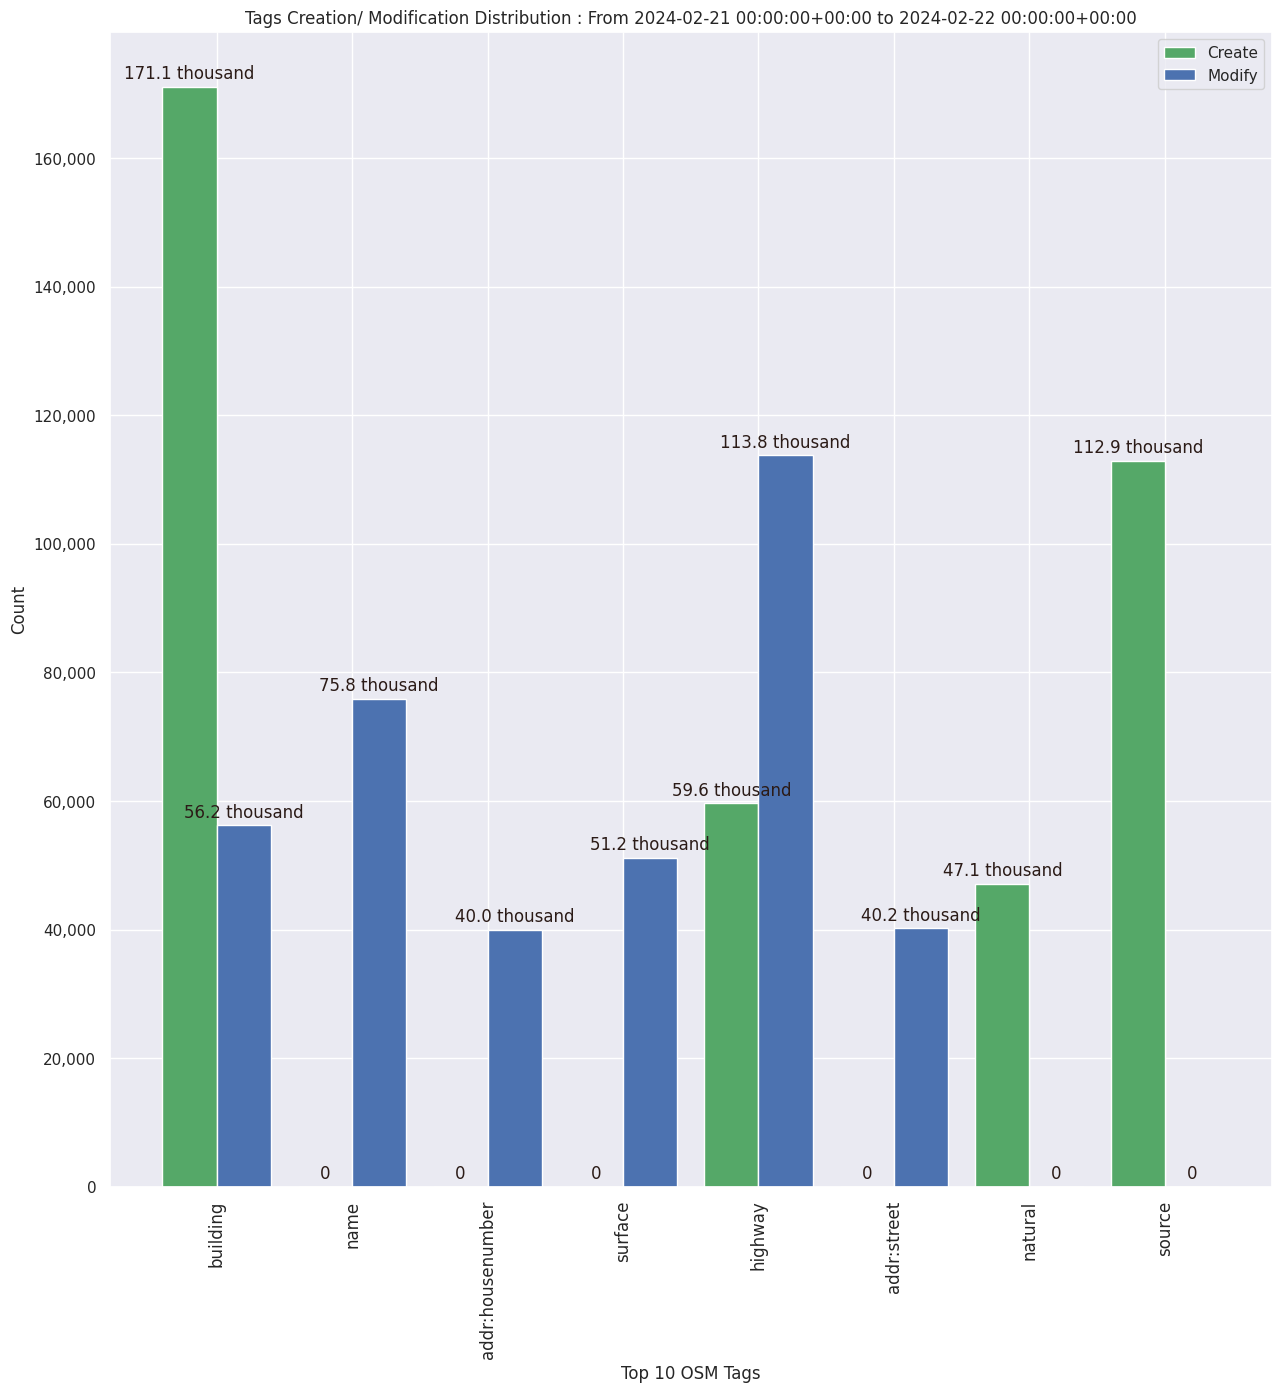 Tags Creation/ Modification Distribution : From 2024-02-21 00:00:00+00:00 to 2024-02-22 00:00:00+00:00
Create
Modify
171.1 thousand
56.2 thousand
0
75.8 thousand
0
40.0 thousand
0
51.2 thousand
59.6 thousand
113.8 thousand
0
40.2 thousand
47.1 thousand
0
112.9 thousand
0
160,000
140,000
120,000
100,000
80,000
60,000
40,000
20,000
0
Count
building
name
addr:housenumber
surface
highway
addr:street
natural
source
Top 10 OSM Tags